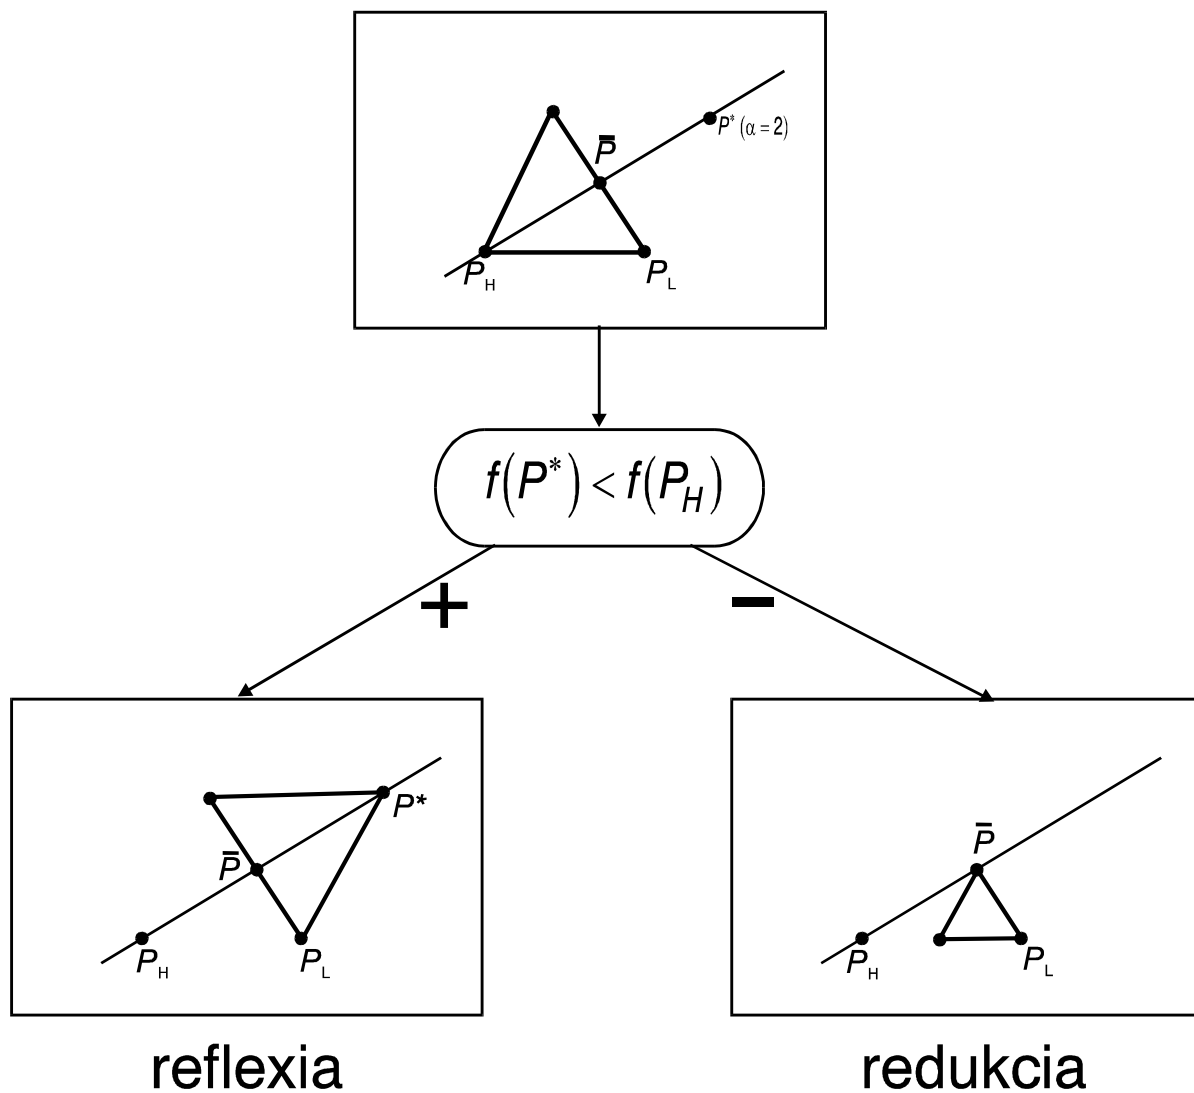 P̄
P* (α = 2)
P_H
P_L
f(P*) < f(P_H)
+
−
P*
P̄
P_H
P_L
P̄
P_H
P_L
reflexia
redukcia